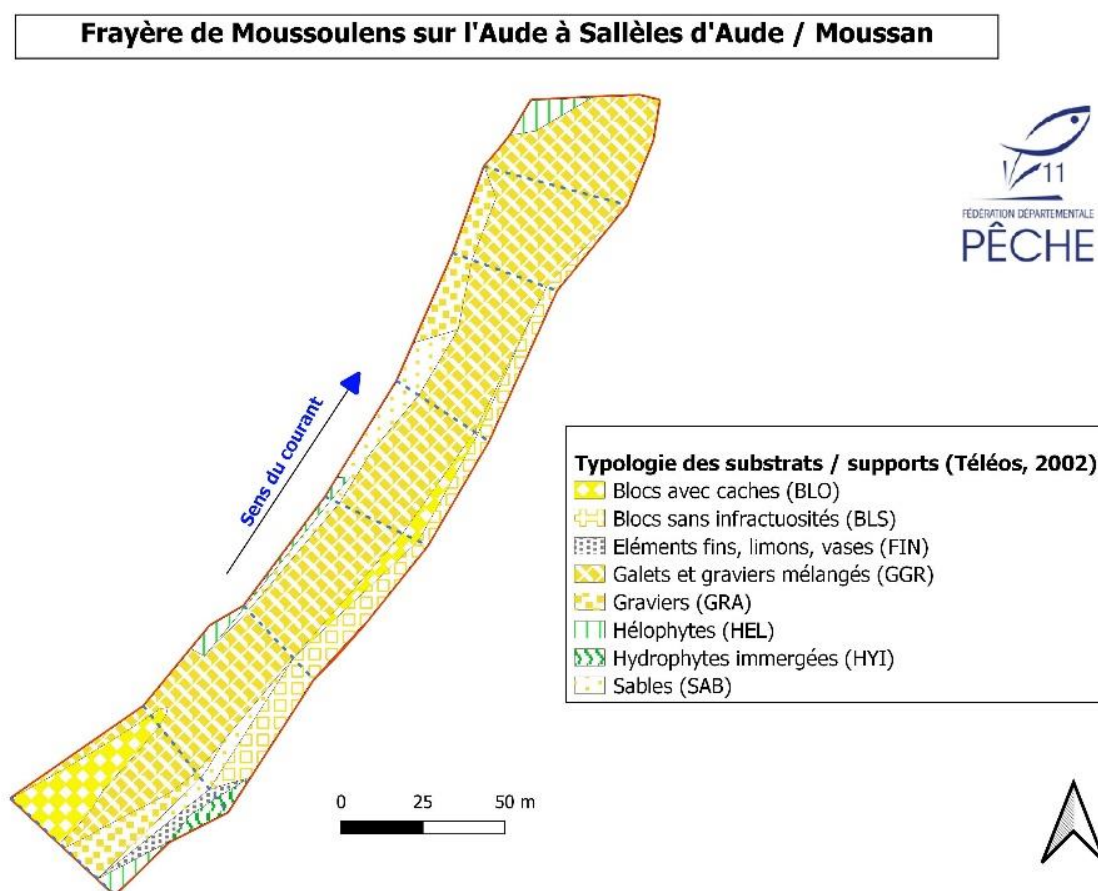 Frayère de Moussoulens sur l'Aude à Sallèles d'Aude / Moussan
11
FÉDÉRATION DÉPARTEMENTALE
PÊCHE
Sens du courant
Typologie des substrats / supports (Téléos, 2002)
Blocs avec caches (BLO)
Blocs sans infractuosités (BLS)
Eléments fins, limons, vases (FIN)
Galets et graviers mélangés (GGR)
Graviers (GRA)
Hélophytes (HEL)
Hydrophytes immergées (HYI)
Sables (SAB)
0 25 50 m